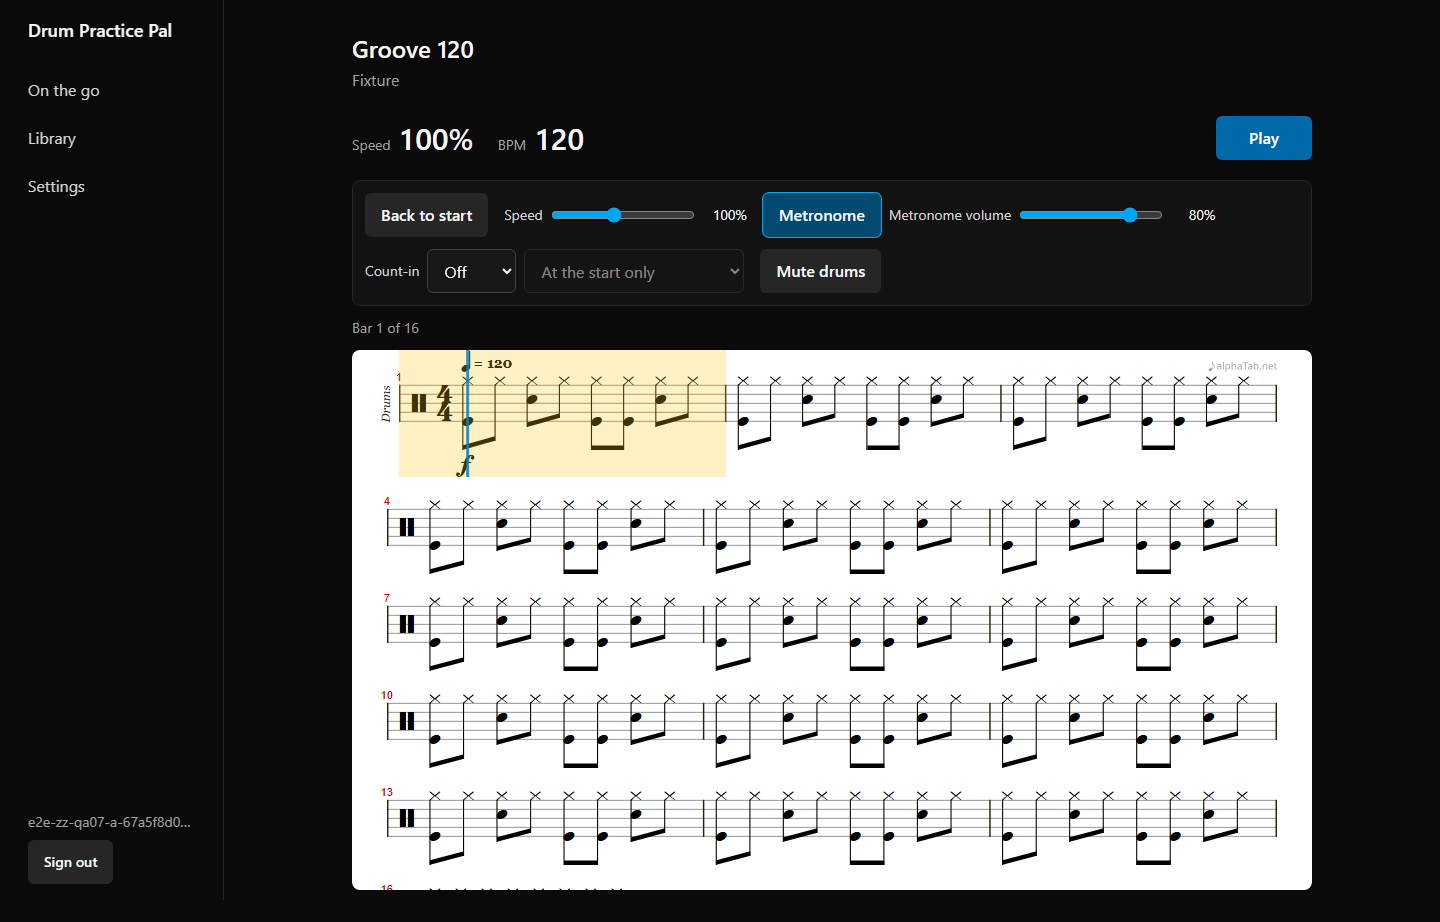 Drum Practice Pal
On the go
Library
Settings
e2e-zz-qa07-a-67a5f8d0...
Sign out
Groove 120
Fixture
Speed 100% BPM 120
Play
Back to start Speed 100% Metronome Metronome volume 80%
Count-in Off At the start only Mute drums
Bar 1 of 16
= 120
alphaTab.net
1
Drums
4
4
f
4
7
10
13
16